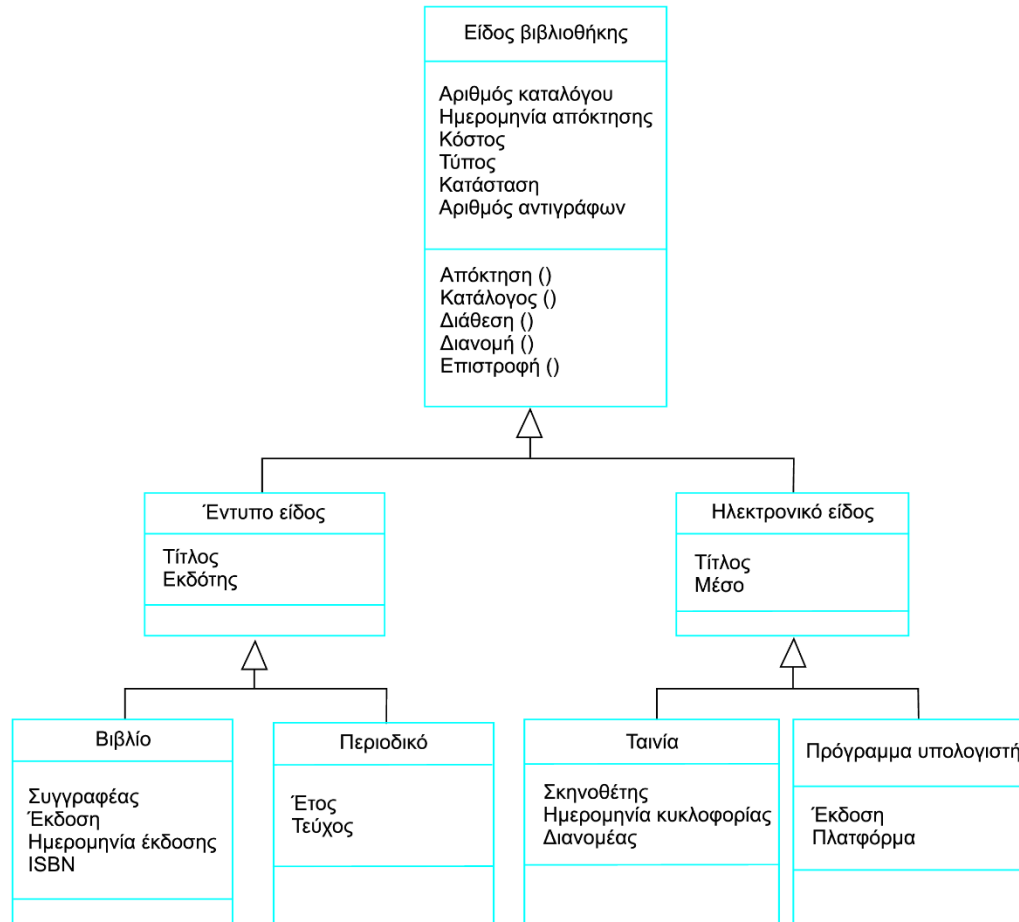 Είδος βιβλιοθήκης
Αριθμός καταλόγου
Ημερομηνία απόκτησης
Κόστος
Τύπος
Κατάσταση
Αριθμός αντιγράφων
Απόκτηση ()
Κατάλογος ()
Διάθεση ()
Διανομή ()
Επιστροφή ()
Έντυπο είδος
Τίτλος
Εκδότης
Ηλεκτρονικό είδος
Τίτλος
Μέσο
Βιβλίο
Συγγραφέας
Έκδοση
Ημερομηνία έκδοσης
ISBN
Περιοδικό
Έτος
Τεύχος
Ταινία
Σκηνοθέτης
Ημερομηνία κυκλοφορίας
Διανομέας
Πρόγραμμα υπολογιστή
Έκδοση
Πλατφόρμα